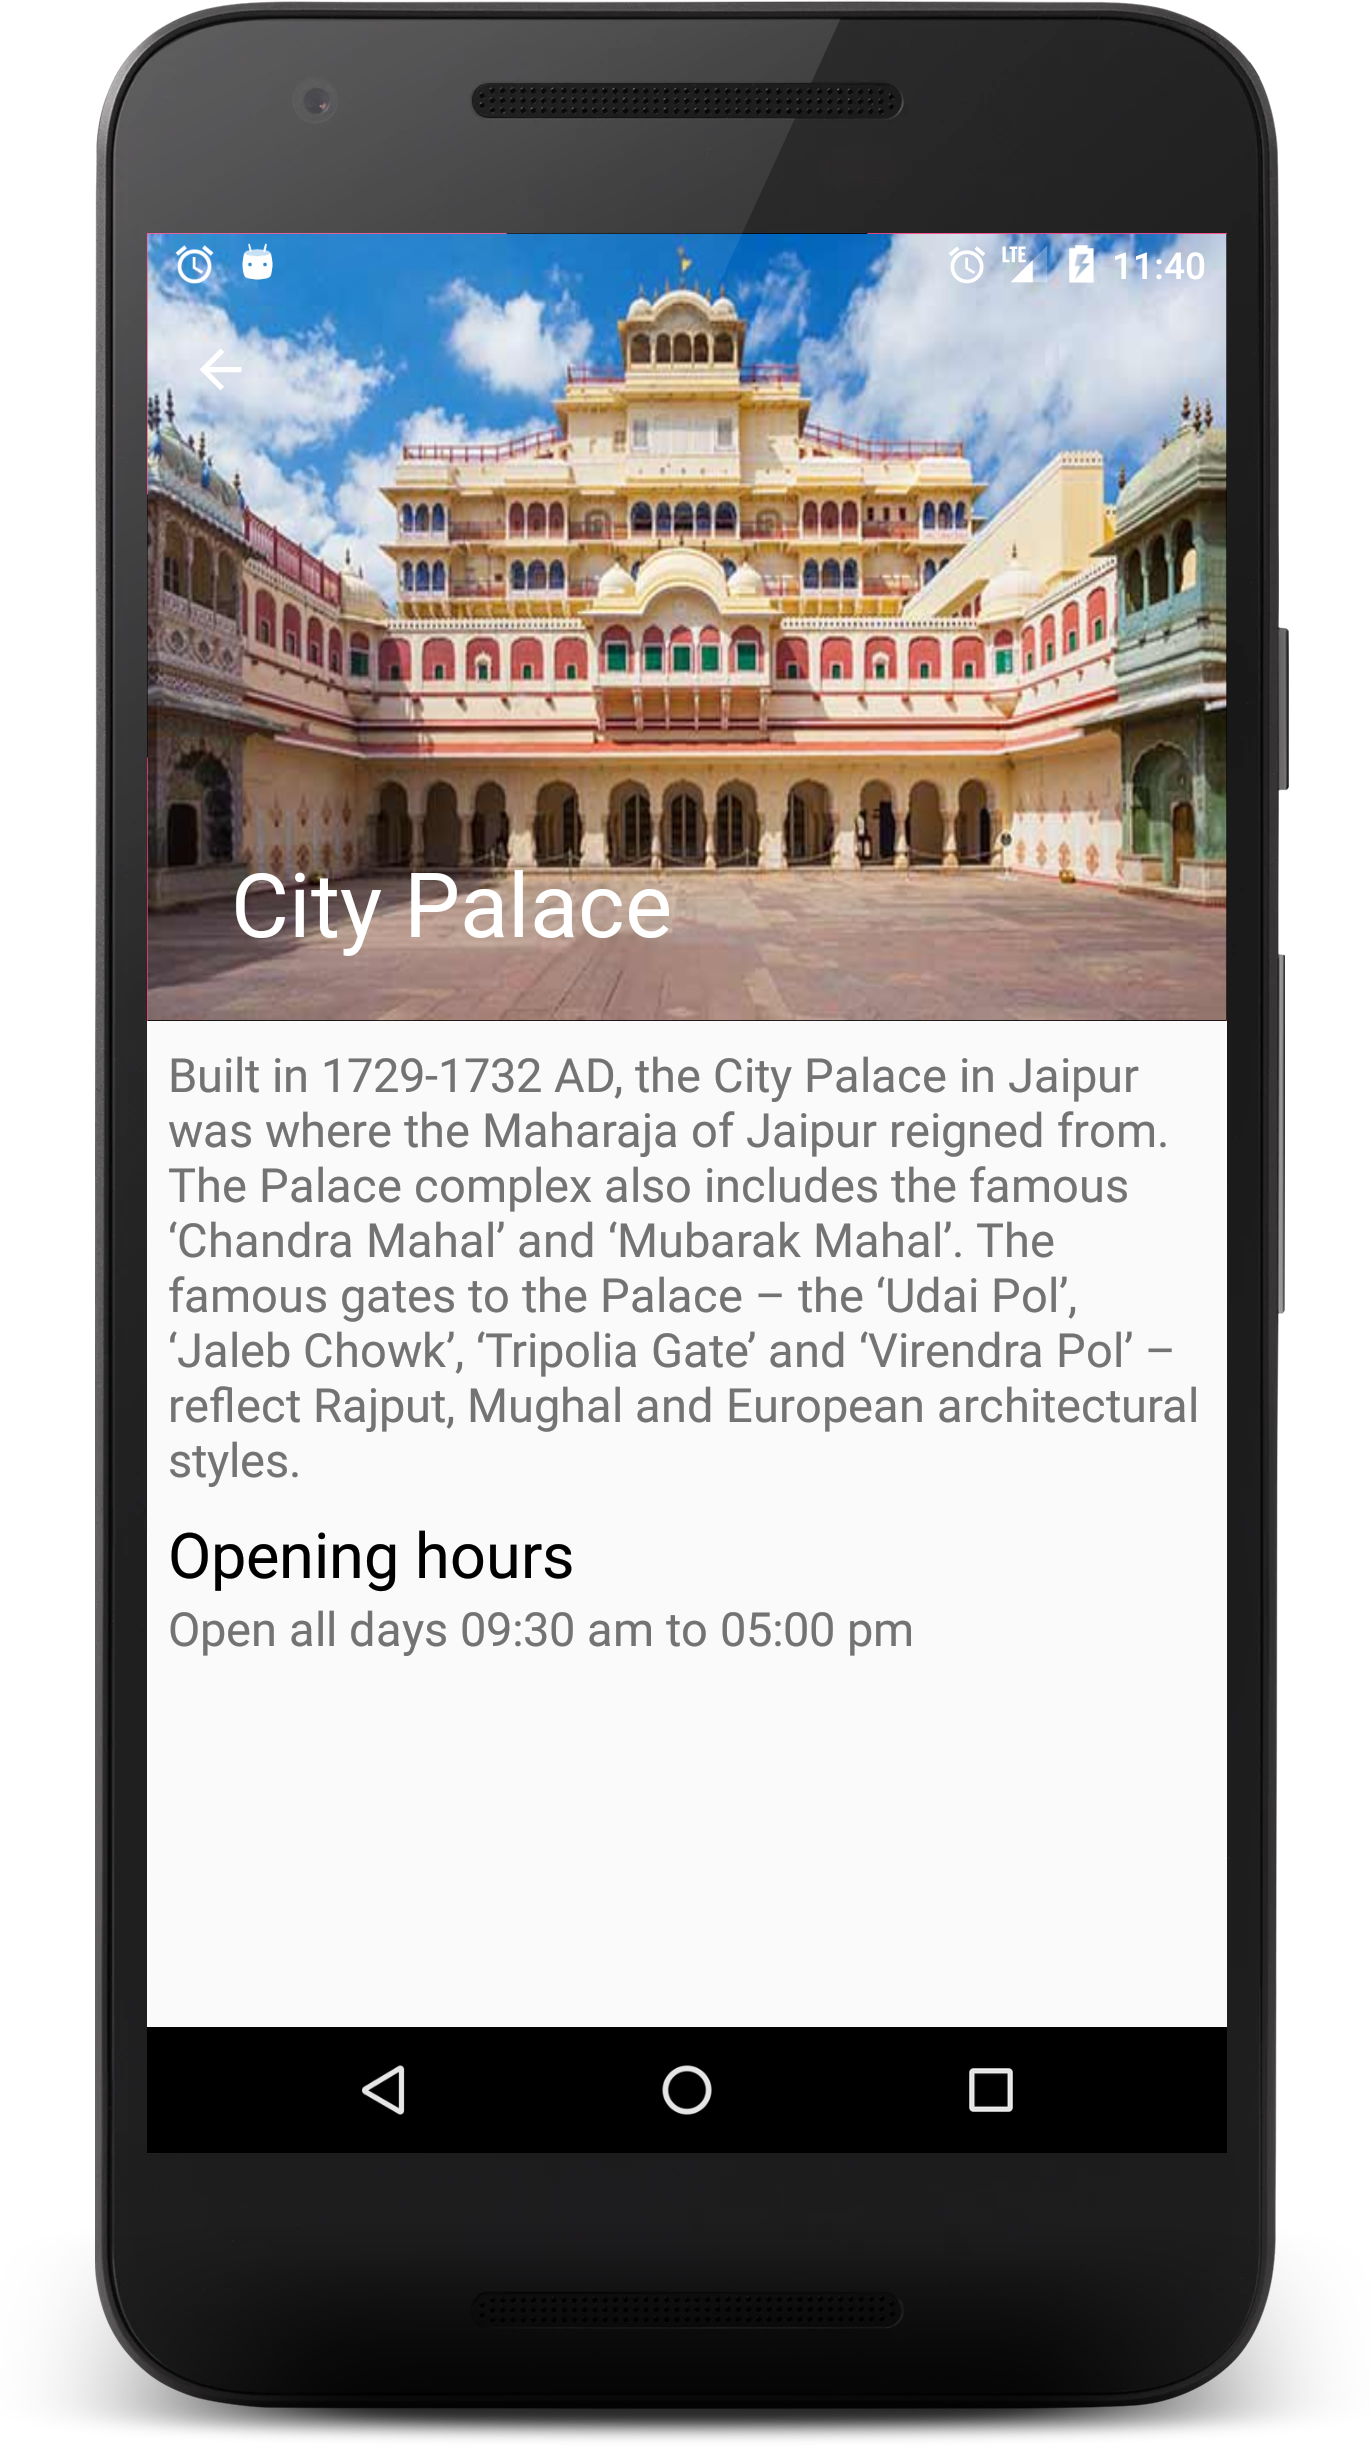 LTE 11:40
City Palace
Built in 1729-1732 AD, the City Palace in Jaipur
was where the Maharaja of Jaipur reigned from.
The Palace complex also includes the famous
‘Chandra Mahal’ and ‘Mubarak Mahal’. The
famous gates to the Palace – the ‘Udai Pol’,
‘Jaleb Chowk’, ‘Tripolia Gate’ and ‘Virendra Pol’ –
reflect Rajput, Mughal and European architectural
styles.
Opening hours
Open all days 09:30 am to 05:00 pm